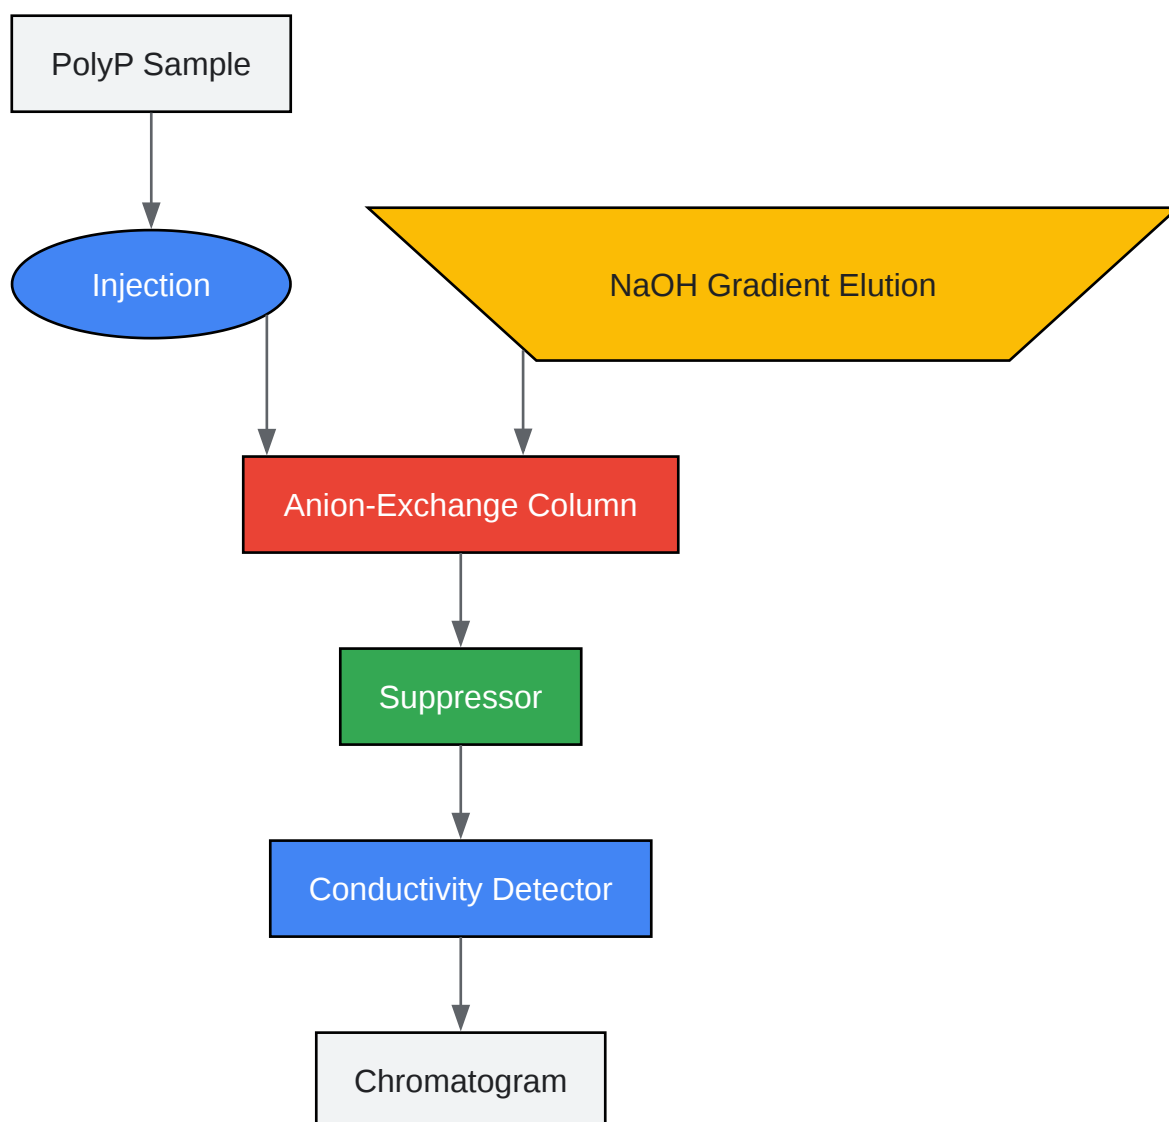 PolyP Sample
Injection
NaOH Gradient Elution
Anion-Exchange Column
Suppressor
Conductivity Detector
Chromatogram